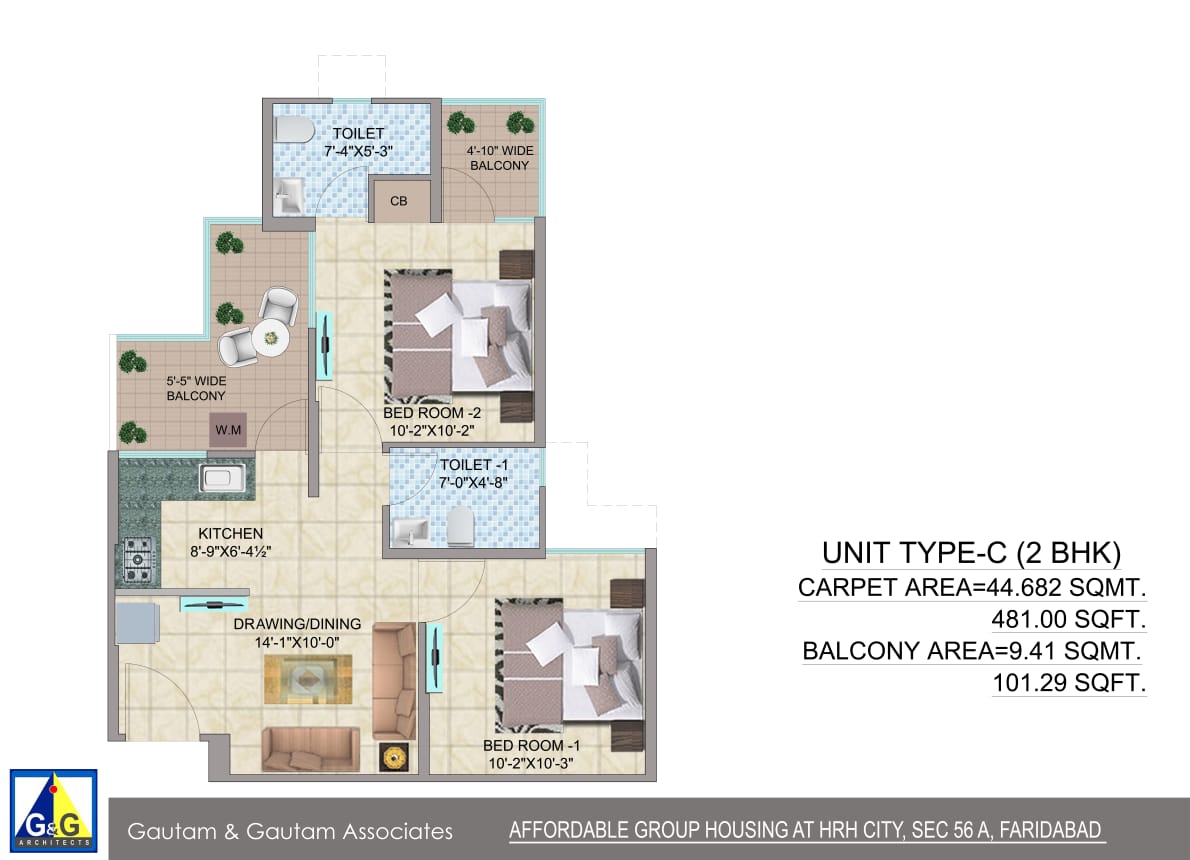 TOILET
7'-4"X5'-3"
4'-10" WIDE
BALCONY
CB
5'-5" WIDE
BALCONY
W.M
BED ROOM -2
10'-2"X10'-2"
TOILET -1
7'-0"X4'-8"
KITCHEN
8'-9"X6'-4½"
DRAWING/DINING
14'-1"X10'-0"
BED ROOM -1
10'-2"X10'-3"
UNIT TYPE-C (2 BHK)
CARPET AREA=44.682 SQMT.
481.00 SQFT.
BALCONY AREA=9.41 SQMT.
101.29 SQFT.
G&G
ARCHITECTS
Gautam & Gautam Associates
AFFORDABLE GROUP HOUSING AT HRH CITY, SEC 56 A, FARIDABAD